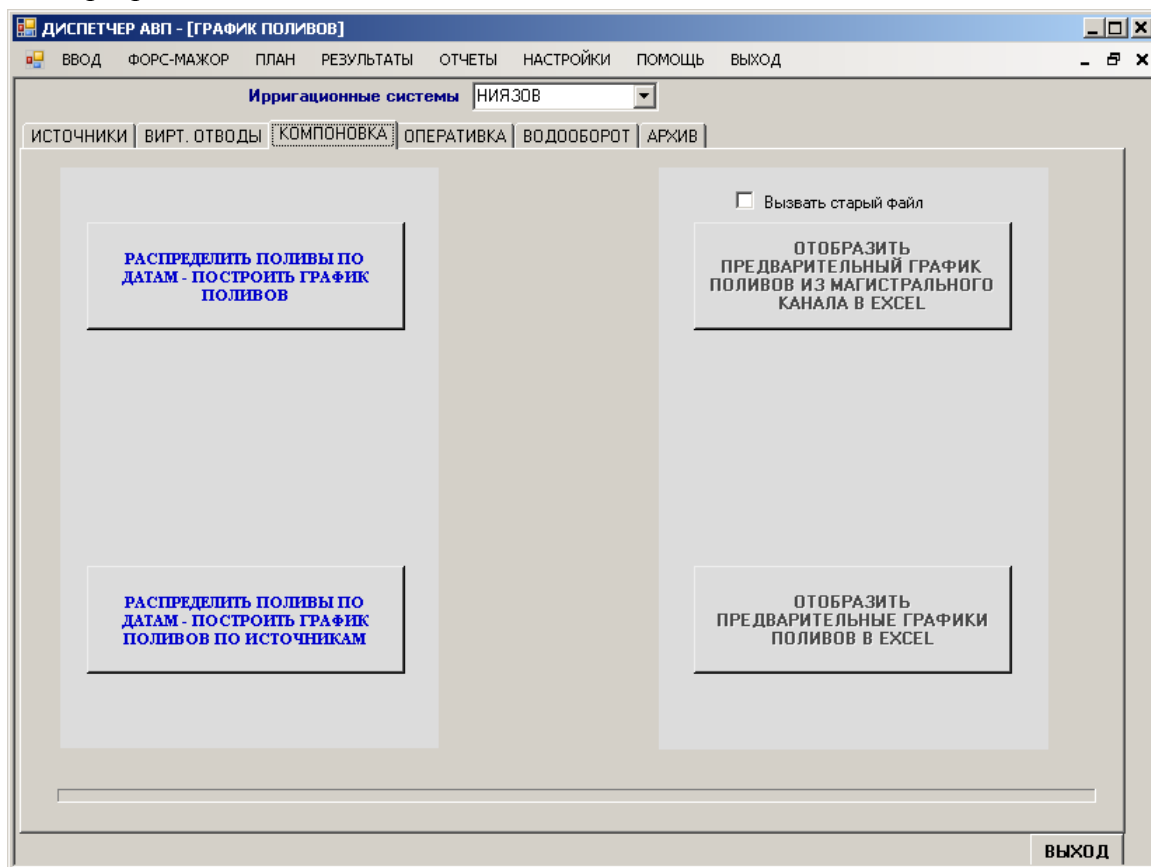 ДИСПЕТЧЕР АВП - [ГРАФИК ПОЛИВОВ]
ВВОД ФОРС-МАЖОР ПЛАН РЕЗУЛЬТАТЫ ОТЧЕТЫ НАСТРОЙКИ ПОМОЩЬ ВЫХОД
Ирригационные системы НИЯЗОВ
ИСТОЧНИКИ ВИРТ. ОТВОДЫ КОМПОНОВКА ОПЕРАТИВКА ВОДООБОРОТ АРХИВ
Вызвать старый файл
РАСПРЕДЕЛИТЬ ПОЛИВЫ ПО
ДАТАМ - ПОСТРОИТЬ ГРАФИК
ПОЛИВОВ
ОТОБРАЗИТЬ
ПРЕДВАРИТЕЛЬНЫЙ ГРАФИК
ПОЛИВОВ ИЗ МАГИСТРАЛЬНОГО
КАНАЛА В EXCEL
РАСПРЕДЕЛИТЬ ПОЛИВЫ ПО
ДАТАМ - ПОСТРОИТЬ ГРАФИК
ПОЛИВОВ ПО ИСТОЧНИКАМ
ОТОБРАЗИТЬ
ПРЕДВАРИТЕЛЬНЫЕ ГРАФИКИ
ПОЛИВОВ В EXCEL
ВЫХОД